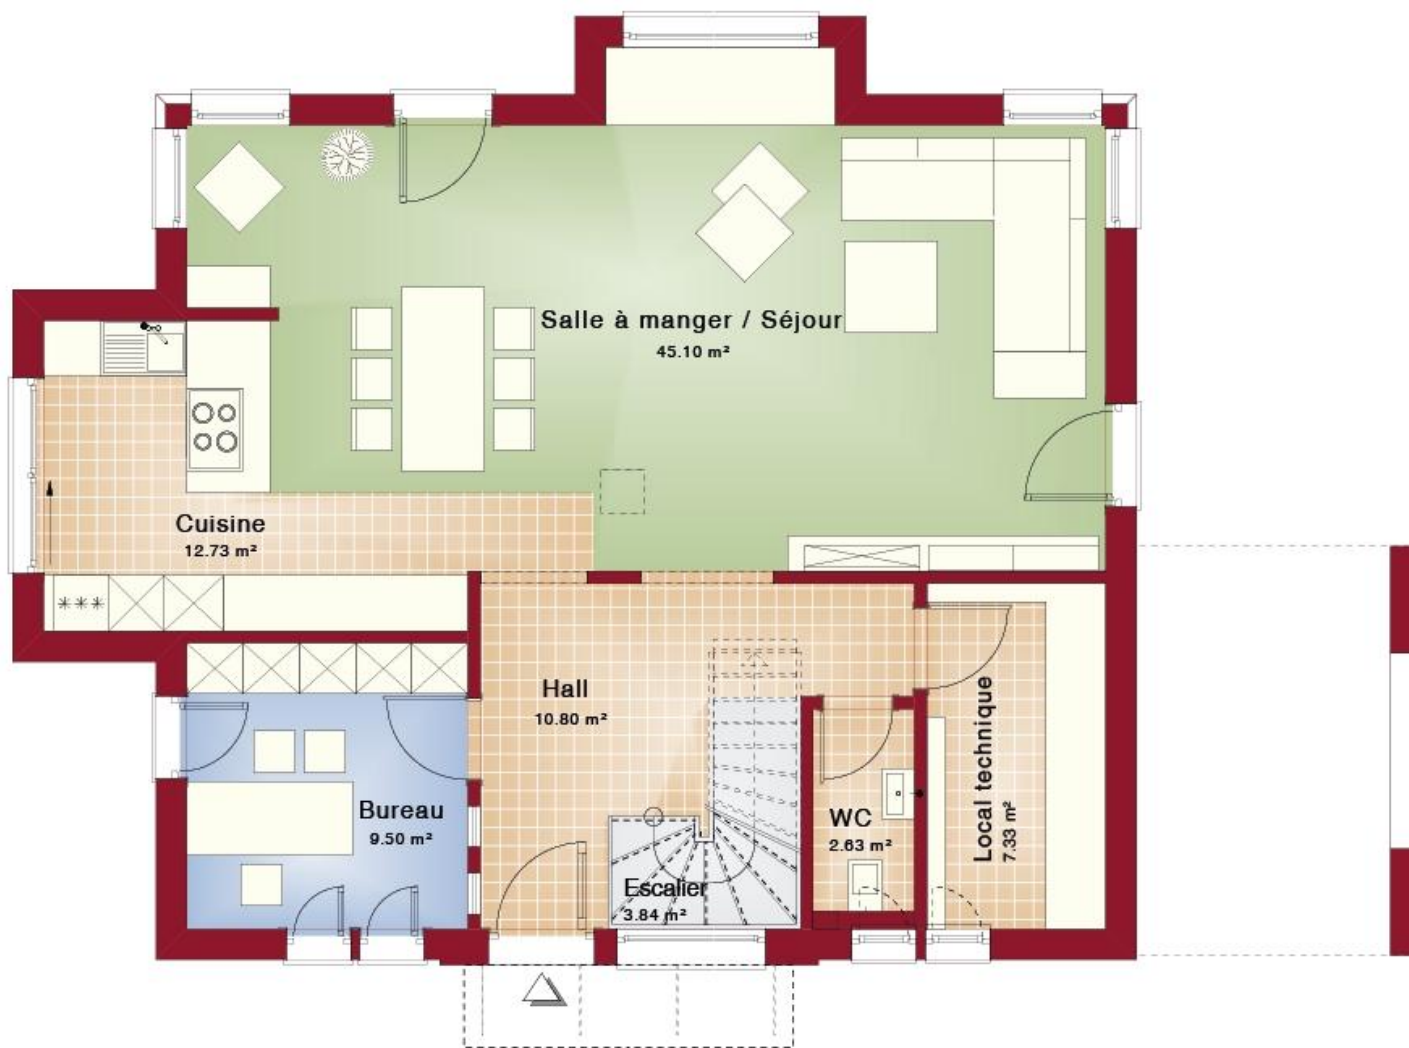 Salle à manger / Séjour
45.10 m²
Cuisine
12.73 m²
Hall
10.80 m²
Bureau
9.50 m²
Escalier
3.84 m²
WC
2.63 m²
Local technique
7.33 m²